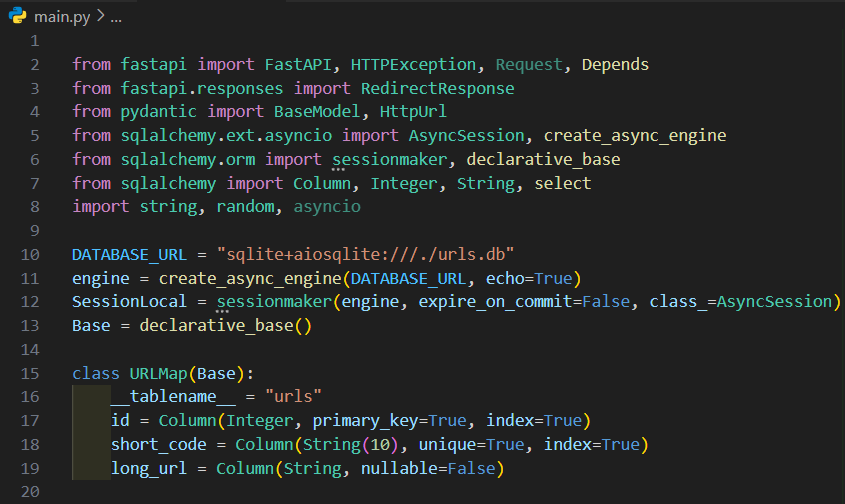 main.py > ...
1
2 from fastapi import FastAPI, HTTPException, Request, Depends
3 from fastapi.responses import RedirectResponse
4 from pydantic import BaseModel, HttpUrl
5 from sqlalchemy.ext.asyncio import AsyncSession, create_async_engine
6 from sqlalchemy.orm import sessionmaker, declarative_base
7 from sqlalchemy import Column, Integer, String, select
8 import string, random, asyncio
9
10 DATABASE_URL = "sqlite+aiosqlite:///./urls.db"
11 engine = create_async_engine(DATABASE_URL, echo=True)
12 SessionLocal = sessionmaker(engine, expire_on_commit=False, class_=AsyncSession)
13 Base = declarative_base()
14
15 class URLMap(Base):
16     __tablename__ = "urls"
17     id = Column(Integer, primary_key=True, index=True)
18     short_code = Column(String(10), unique=True, index=True)
19     long_url = Column(String, nullable=False)
20